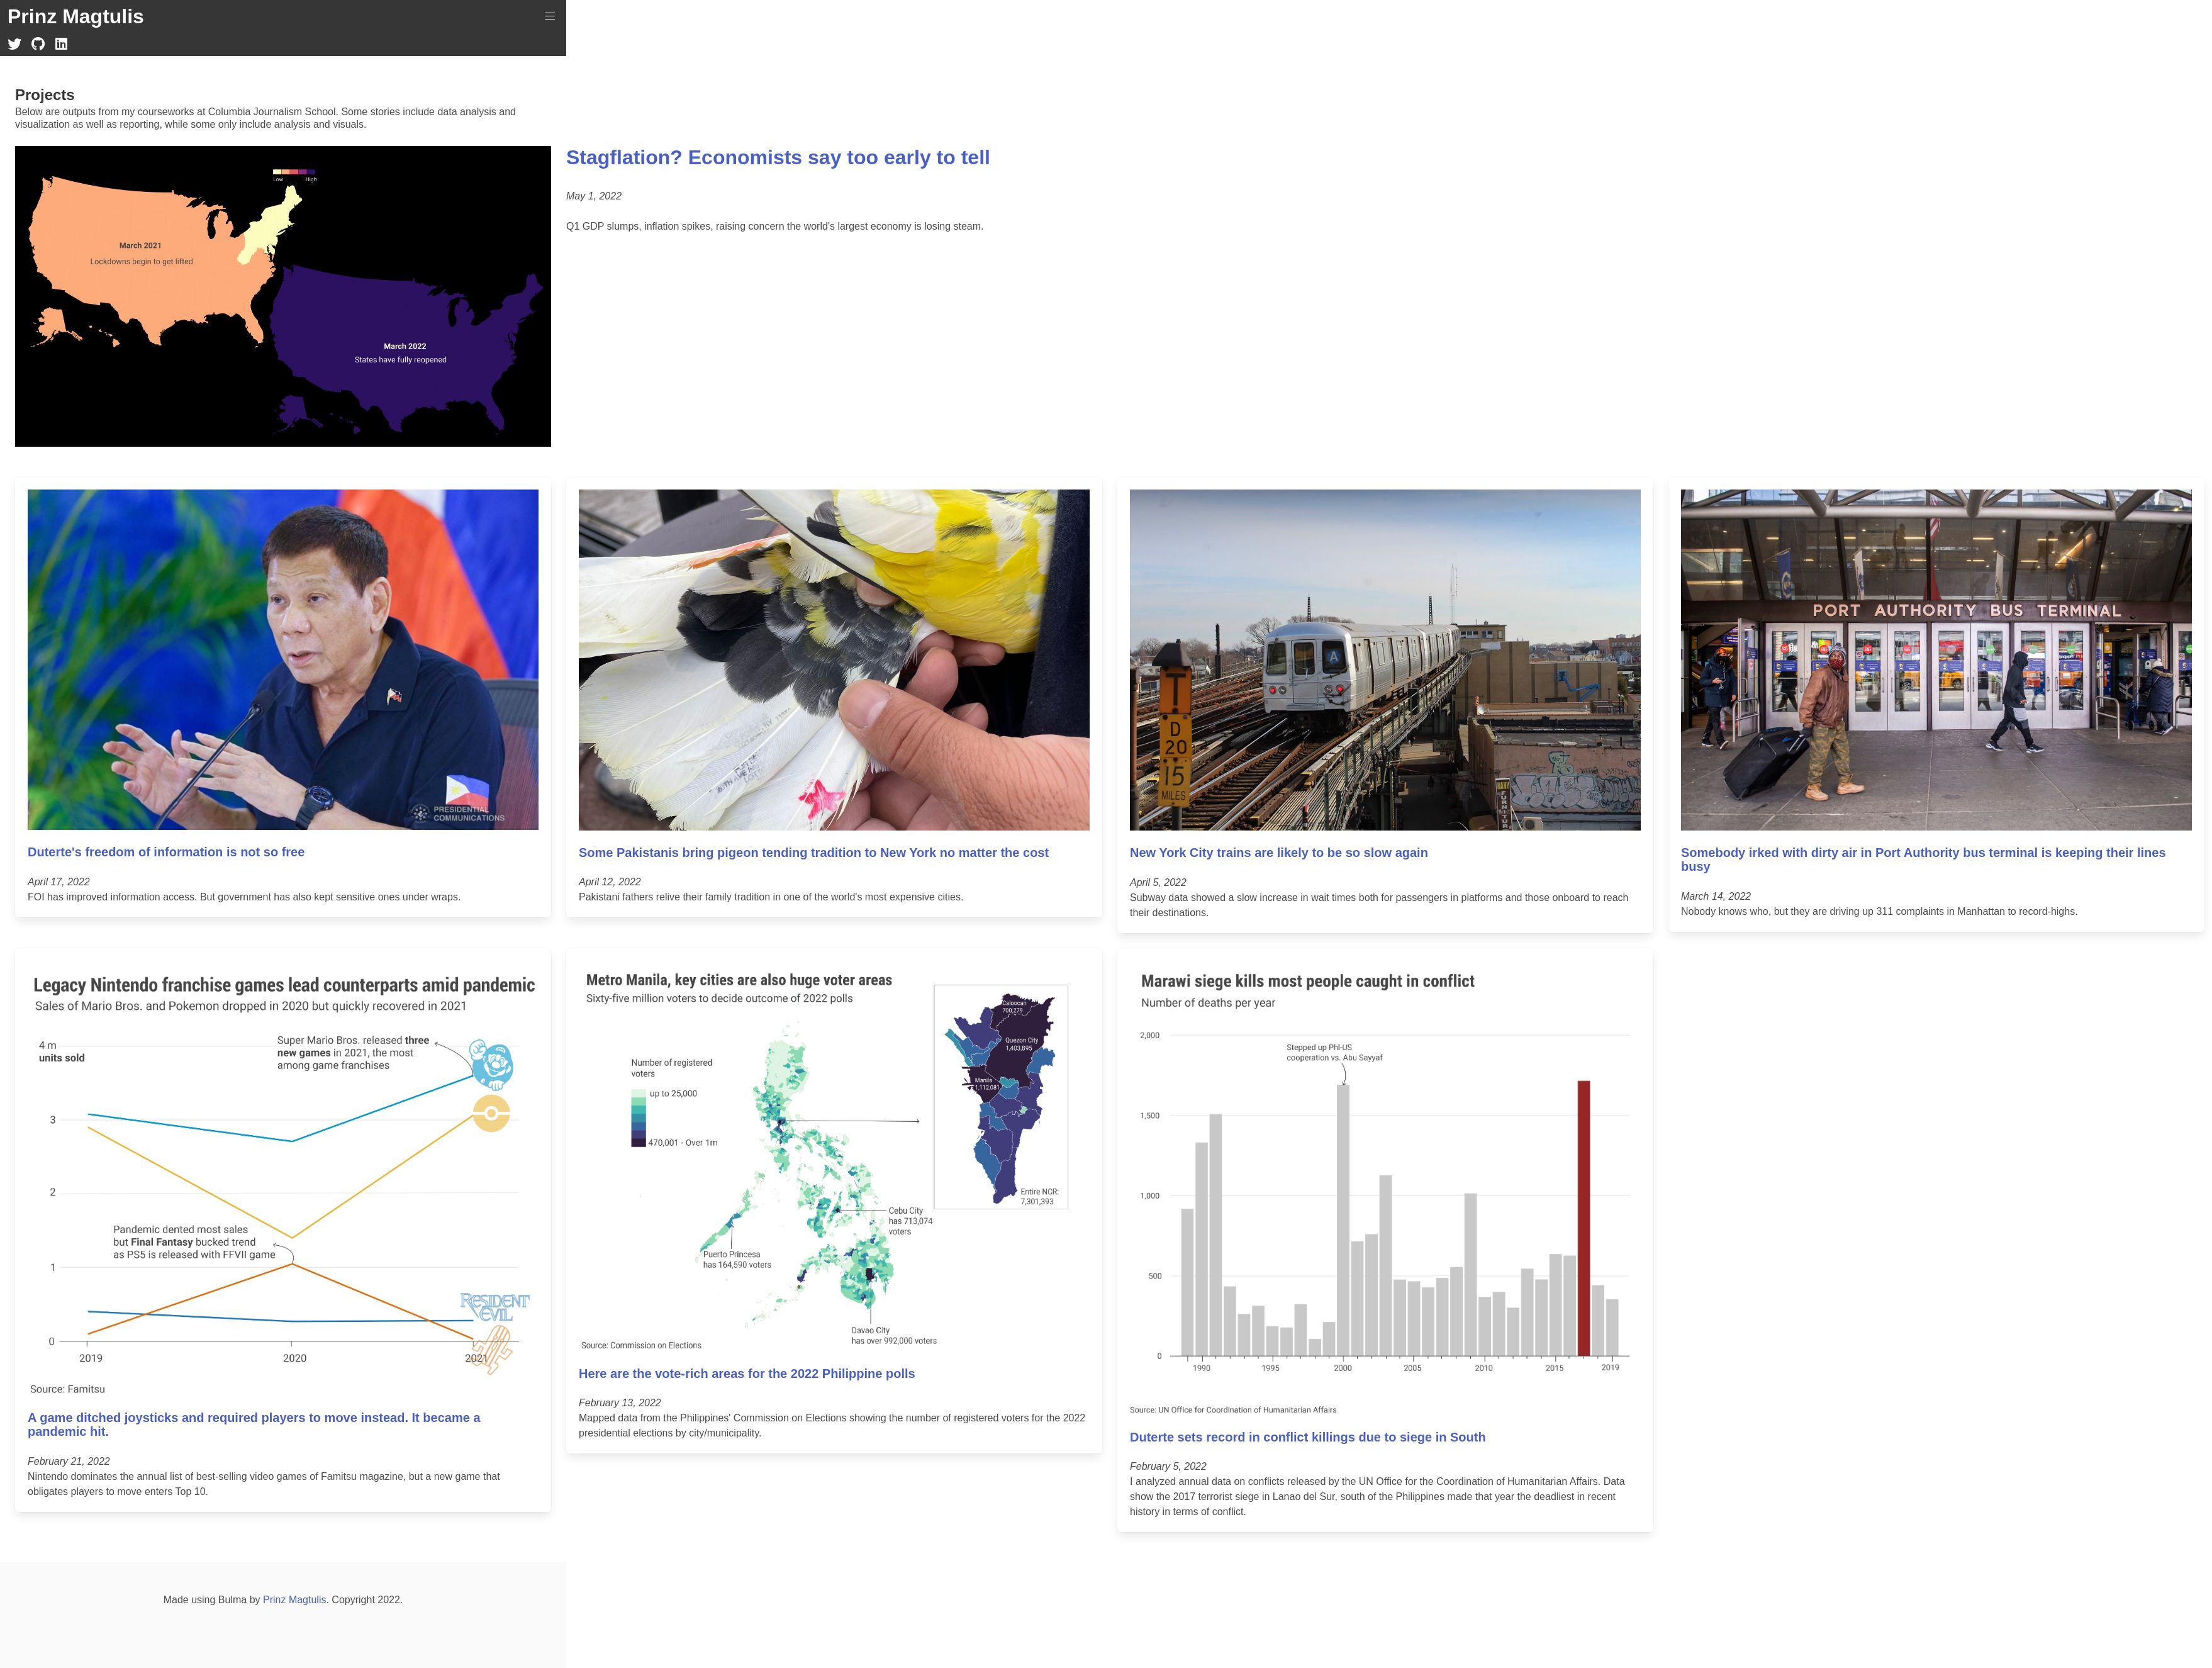 Prinz Magtulis
Projects
Below are outputs from my courseworks at Columbia Journalism School. Some stories include data analysis and
visualization as well as reporting, while some only include analysis and visuals.
Low High
March 2021
Lockdowns begin to get lifted
March 2022
States have fully reopened
Stagflation? Economists say too early to tell
May 1, 2022
Q1 GDP slumps, inflation spikes, raising concern the world's largest economy is losing steam.
PRESIDENTIAL
COMMUNICATIONS
Duterte's freedom of information is not so free
April 17, 2022
FOI has improved information access. But government has also kept sensitive ones under wraps.
Some Pakistanis bring pigeon tending tradition to New York no matter the cost
April 12, 2022
Pakistani fathers relive their family tradition in one of the world's most expensive cities.
A
T
D
20
15
MILES
New York City trains are likely to be so slow again
April 5, 2022
Subway data showed a slow increase in wait times both for passengers in platforms and those onboard to reach
their destinations.
PORT AUTHORITY BUS TERMINAL
Somebody irked with dirty air in Port Authority bus terminal is keeping their lines
busy
March 14, 2022
Nobody knows who, but they are driving up 311 complaints in Manhattan to record-highs.
Legacy Nintendo franchise games lead counterparts amid pandemic
Sales of Mario Bros. and Pokemon dropped in 2020 but quickly recovered in 2021
4 m
units sold
Super Mario Bros. released three
new games in 2021, the most
among game franchises
3
2
Pandemic dented most sales
but Final Fantasy bucked trend
as PS5 is released with FFVII game
1
RESIDENT
EVIL
0
2019 2020 2021
Source: Famitsu
A game ditched joysticks and required players to move instead. It became a
pandemic hit.
February 21, 2022
Nintendo dominates the annual list of best-selling video games of Famitsu magazine, but a new game that
obligates players to move enters Top 10.
Metro Manila, key cities are also huge voter areas
Sixty-five million voters to decide outcome of 2022 polls
Number of registered
voters
up to 25,000
470,001 - Over 1m
Caloocan
700,279
Quezon City
1,403,895
Manila
1,112,081
Entire NCR:
7,301,393
Cebu City
has 713,074
voters
Puerto Princesa
has 164,590 voters
Davao City
has over 992,000 voters
Source: Commission on Elections
Here are the vote-rich areas for the 2022 Philippine polls
February 13, 2022
Mapped data from the Philippines' Commission on Elections showing the number of registered voters for the 2022
presidential elections by city/municipality.
Marawi siege kills most people caught in conflict
Number of deaths per year
2,000
Stepped up Phl-US
cooperation vs. Abu Sayyaf
1,500
1,000
500
0
1990 1995 2000 2005 2010 2015 2019
Source: UN Office for Coordination of Humanitarian Affairs
Duterte sets record in conflict killings due to siege in South
February 5, 2022
I analyzed annual data on conflicts released by the UN Office for the Coordination of Humanitarian Affairs. Data
show the 2017 terrorist siege in Lanao del Sur, south of the Philippines made that year the deadliest in recent
history in terms of conflict.
Made using Bulma by Prinz Magtulis. Copyright 2022.